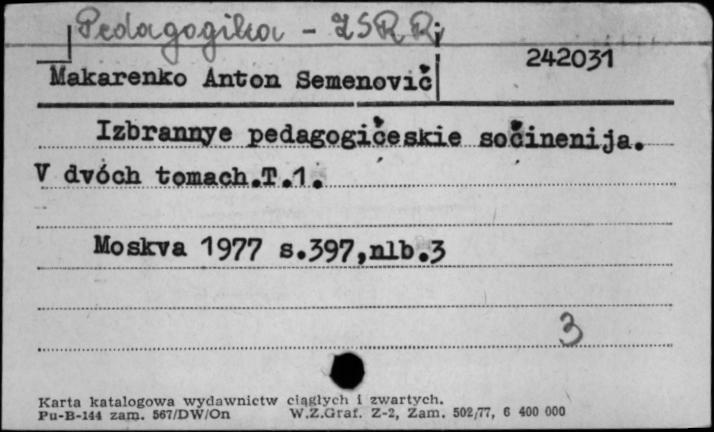 Pedagogika - ZSRR
242031
Makarenko Anton Semenovič
Izbrannye pedagogičeskie sočinenija.
V dvóch tomach.T.1.
Moskva 1977 s.397,nlb.3
3
Karta katalogowa wydawnictw ciągłych i zwartych.
Pu-B-144 zam. 567/DW/On W.Z.Graf. Z-2, Zam. 502/77, 6 400 000